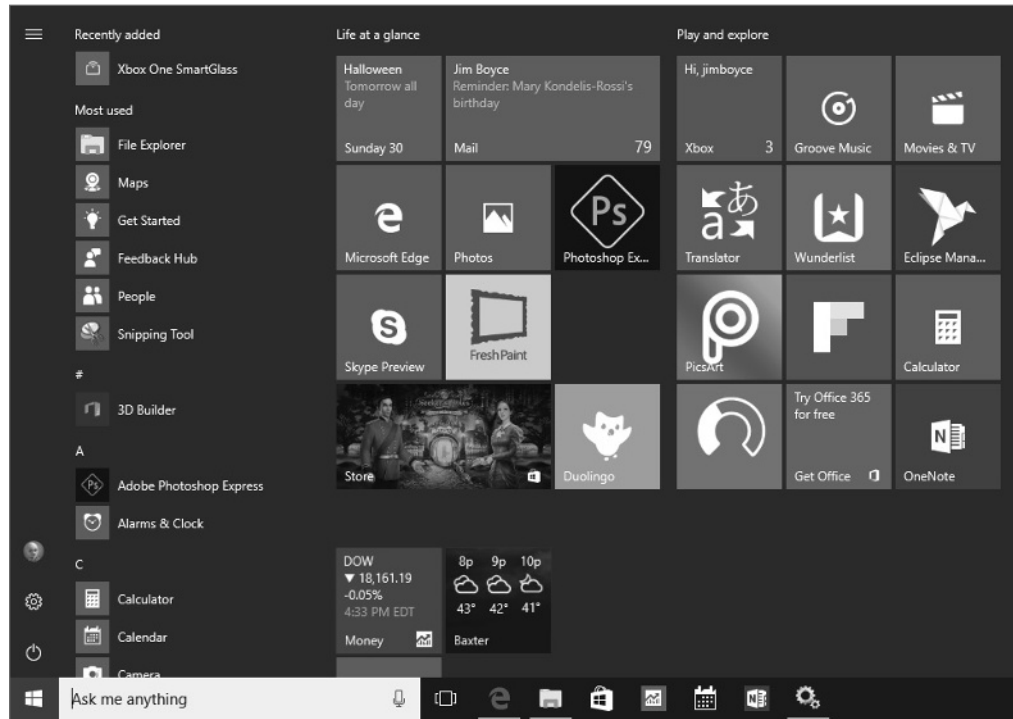 Recently added
Xbox One SmartGlass
Most used
File Explorer
Maps
Get Started
Feedback Hub
People
Snipping Tool
#
3D Builder
A
Ps
Adobe Photoshop Express
Alarms & Clock
C
Calculator
Calendar
Camera
Life at a glance
Halloween
Tomorrow all
day
Sunday 30
Jim Boyce
Reminder: Mary Kondelis-Rossi's
birthday
Mail 79
Microsoft Edge
Photos
Ps
Photoshop Ex...
Skype Preview
FreshPaint
Store
Duolingo
DOW
▼ 18,161.19
-0.05%
4:33 PM EDT
Money
8p 9p 10p
43° 42° 41°
Baxter
Play and explore
Hi, jimboyce
Xbox 3
Groove Music
Movies & TV
あ
a
Translator
Wunderlist
Eclipse Mana...
PicsArt
Calculator
Try Office 365
for free
Get Office
N
OneNote
Ask me anything